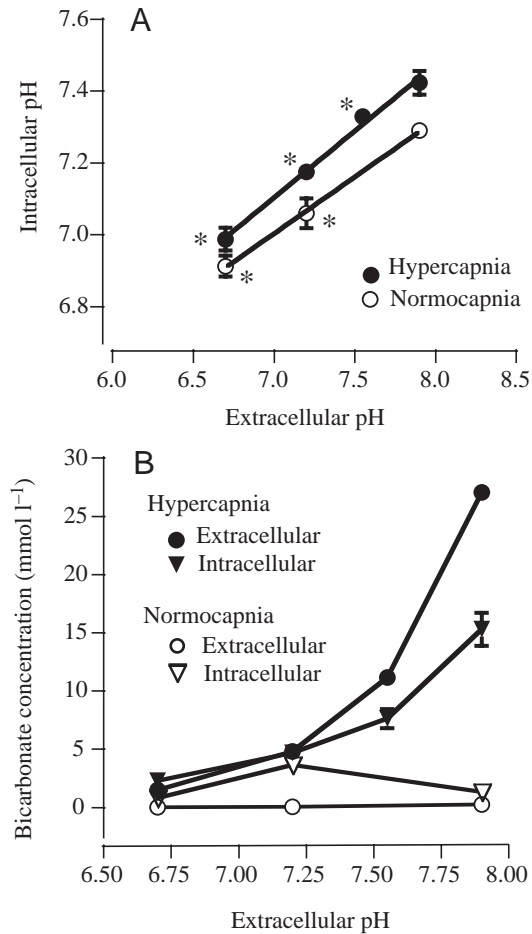 A
7.6
7.4
7.2
7.0
6.8
Intracellular pH
*
*
*
*
*
Hypercapnia
Normocapnia
6.0 6.5 7.0 7.5 8.0 8.5
Extracellular pH
B
30
25
20
15
10
5
0
Bicarbonate concentration (mmol l⁻¹)
Hypercapnia
Extracellular
Intracellular
Normocapnia
Extracellular
Intracellular
6.50 6.75 7.00 7.25 7.50 7.75 8.00
Extracellular pH